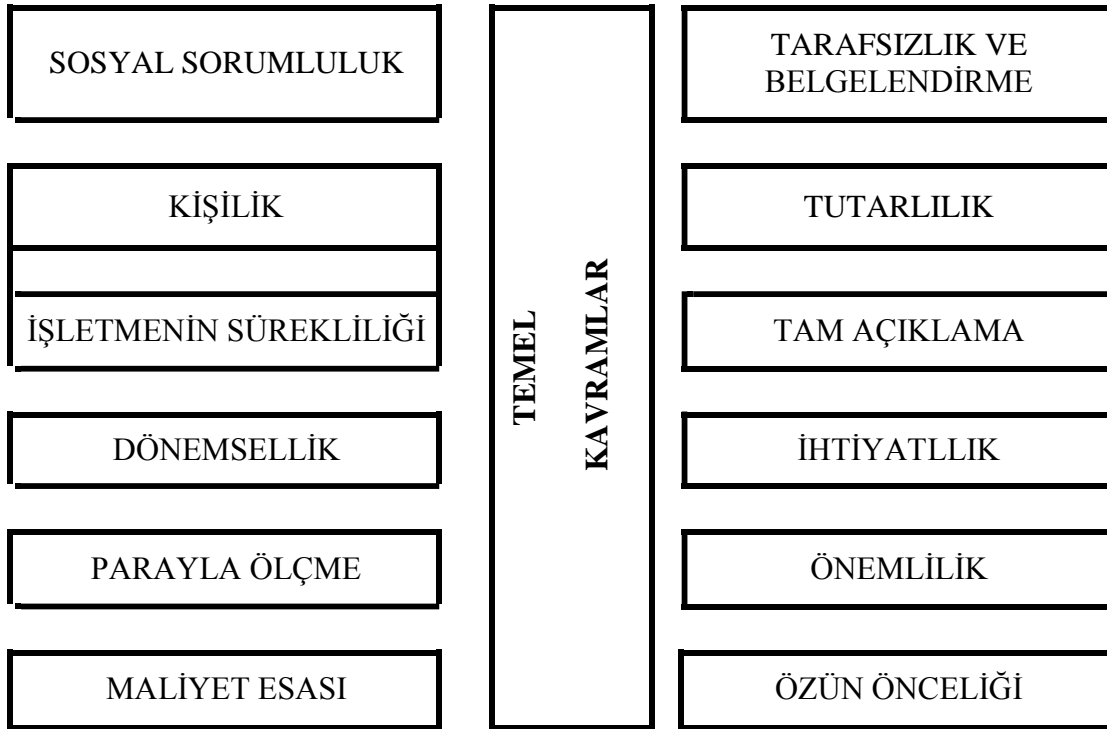 SOSYAL SORUMLULUK
KİŞİLİK
İŞLETMENİN SÜREKLİLİĞİ
DÖNEMSELLİK
PARAYLA ÖLÇME
MALİYET ESASI
TEMEL
KAVRAMLAR
TARAFSIZLIK VE
BELGELENDİRME
TUTARLILIK
TAM AÇIKLAMA
İHTİYATLLIK
ÖNEMLİLİK
ÖZÜN ÖNCELİĞİ